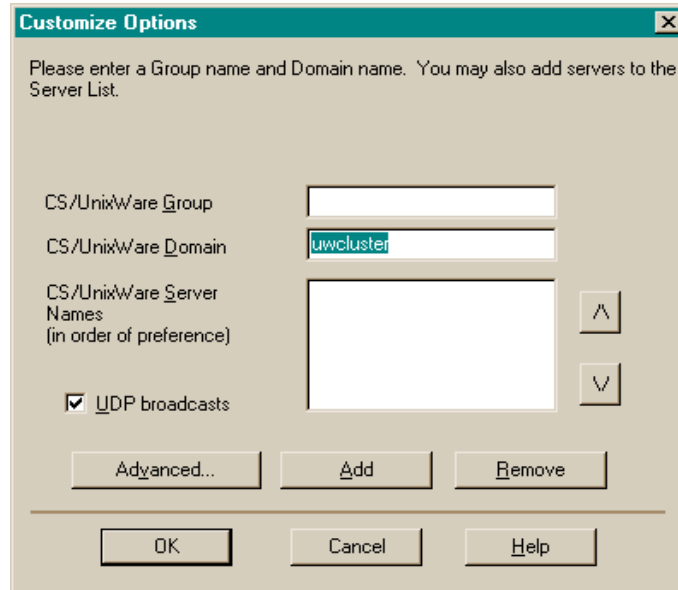 Customize Options
Please enter a Group name and Domain name. You may also add servers to the
Server List.
CS/UnixWare Group
CS/UnixWare Domain
uwcluster
CS/UnixWare Server
Names
(in order of preference)
/\
\/
UDP broadcasts
Advanced...
Add
Remove
OK
Cancel
Help